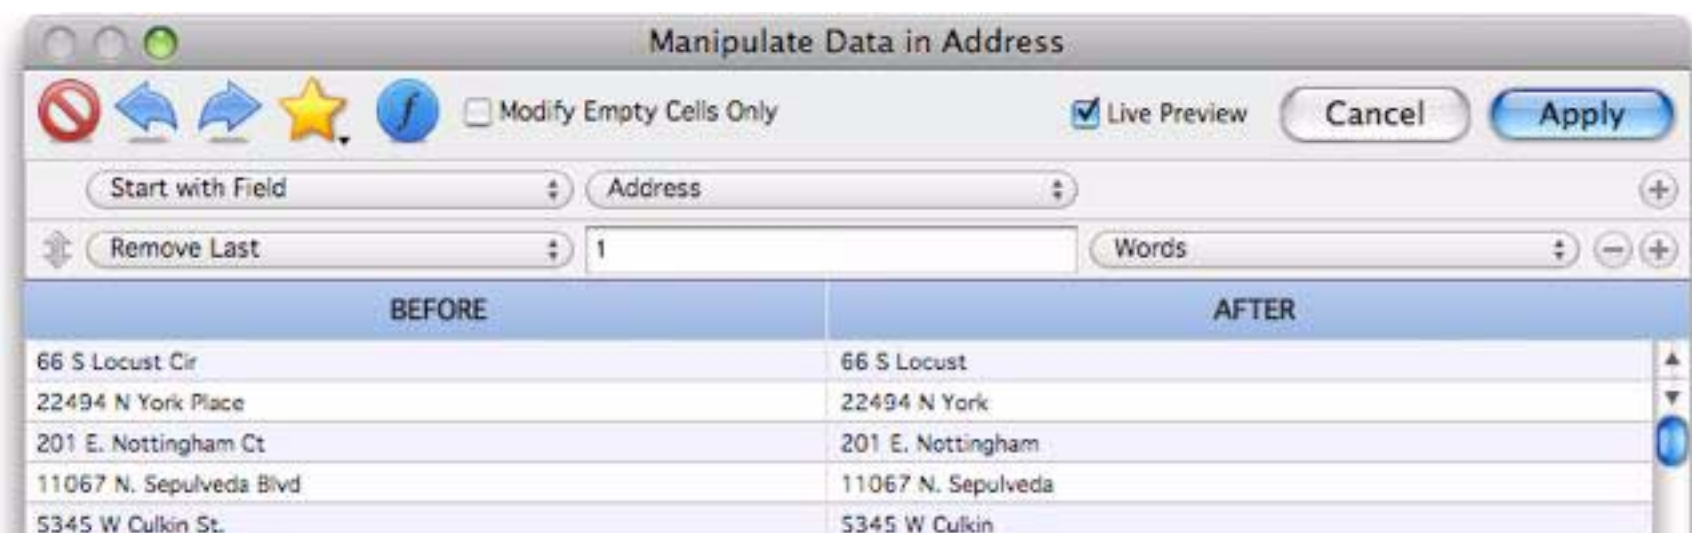 Manipulate Data in Address
f Modify Empty Cells Only Live Preview Cancel Apply
Start with Field Address
Remove Last 1 Words
BEFORE AFTER
66 S Locust Cir 66 S Locust
22494 N York Place 22494 N York
201 E. Nottingham Ct 201 E. Nottingham
11067 N. Sepulveda Blvd 11067 N. Sepulveda
5345 W Culkin St. 5345 W Culkin